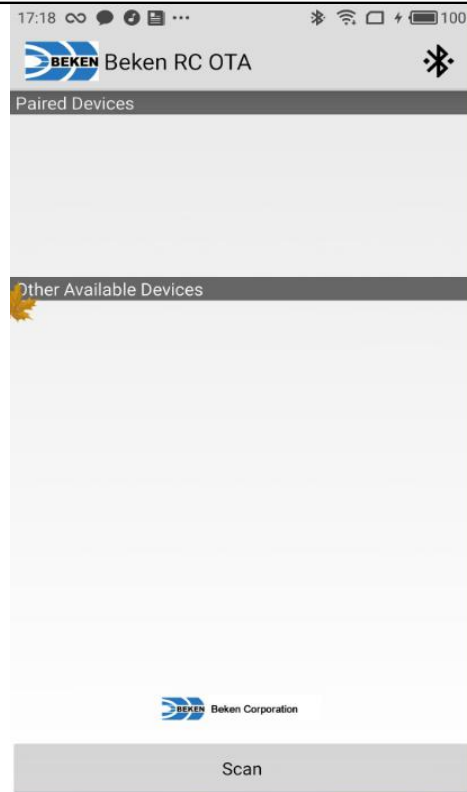 17:18 ... 100
BEKEN Beken RC OTA
Paired Devices
Other Available Devices
BEKEN Beken Corporation
Scan